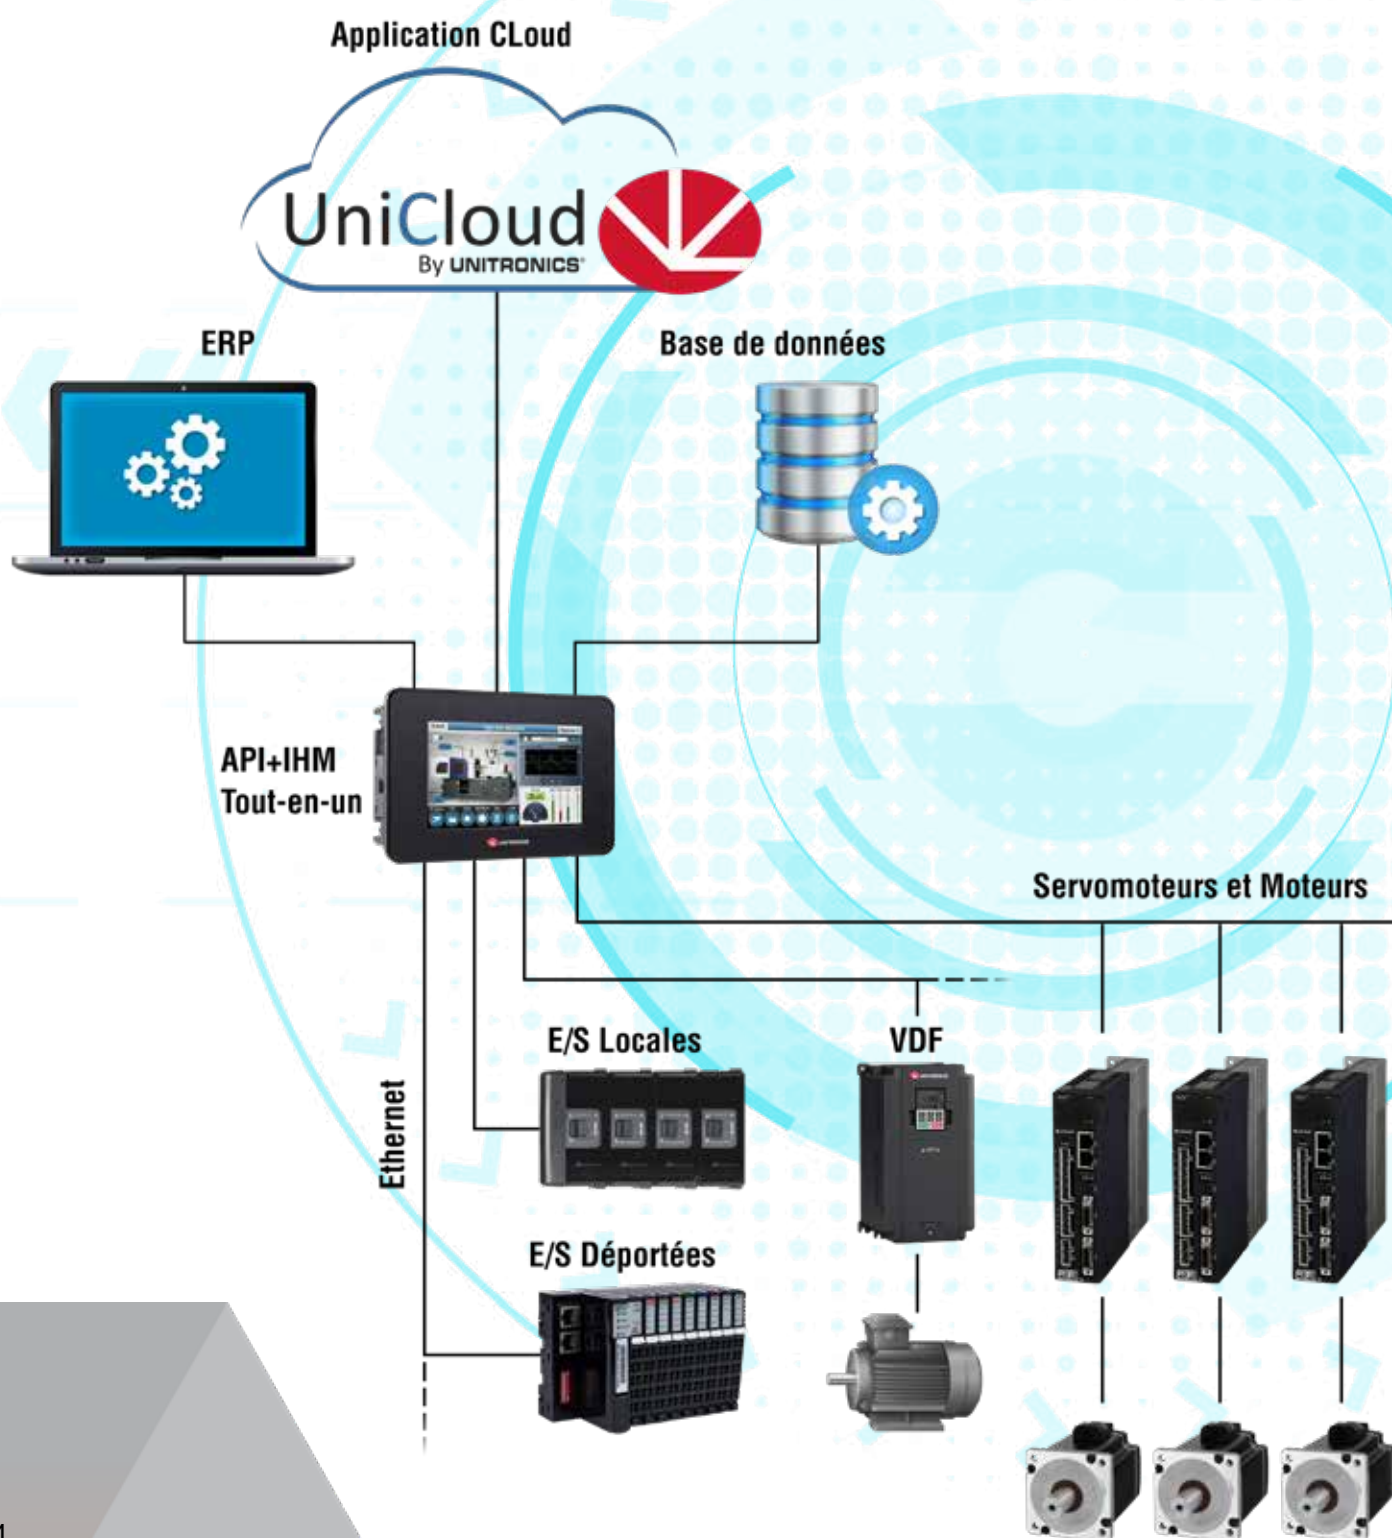 Application CLoud
UniCloud
By UNITRONICS®
ERP
Base de données
API+IHM
Tout-en-un
UNITRONICS
Servomoteurs et Moteurs
Ethernet
E/S Locales
VDF
E/S Déportées